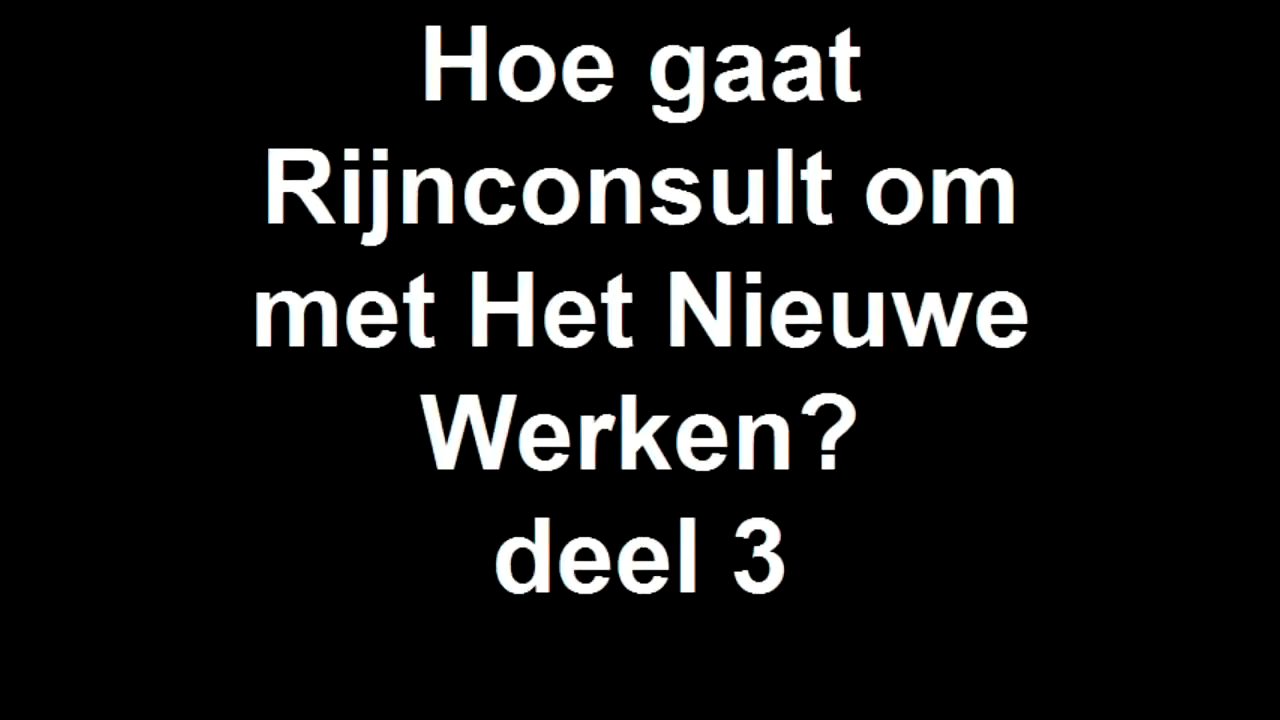 Hoe gaat
Rijnconsult om
met Het Nieuwe
Werken?
deel 3